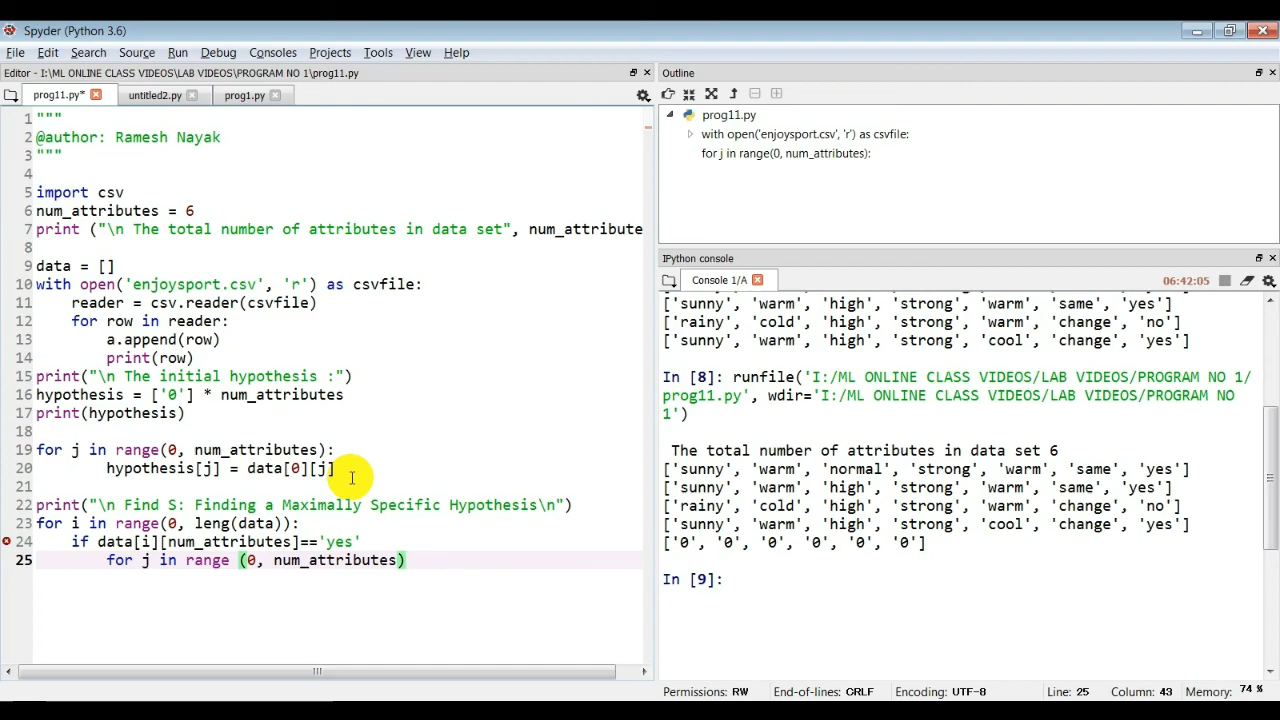 Spyder (Python 3.6)
File Edit Search Source Run Debug Consoles Projects Tools View Help
Editor - I:\ML ONLINE CLASS VIDEOS\LAB VIDEOS\PROGRAM NO 1\prog11.py
prog11.py* untitled2.py prog1.py
1 """
2 @author: Ramesh Nayak
3 """
4
5 import csv
6 num_attributes = 6
7 print ("\n The total number of attributes in data set", num_attribute
8
9 data = []
10 with open('enjoysport.csv', 'r') as csvfile:
11 reader = csv.reader(csvfile)
12 for row in reader:
13 a.append(row)
14 print(row)
15 print("\n The initial hypothesis :")
16 hypothesis = ['0'] * num_attributes
17 print(hypothesis)
18
19 for j in range(0, num_attributes):
20 hypothesis[j] = data[0][j]
21
22 print("\n Find S: Finding a Maximally Specific Hypothesis\n")
23 for i in range(0, leng(data)):
24 if data[i][num_attributes]=='yes'
25 for j in range (0, num_attributes)
Outline
prog11.py
with open('enjoysport.csv', 'r') as csvfile:
for j in range(0, num_attributes):
IPython console
Console 1/A 06:42:05
['sunny', 'warm', 'high', 'strong', 'warm', 'same', 'yes']
['rainy', 'cold', 'high', 'strong', 'warm', 'change', 'no']
['sunny', 'warm', 'high', 'strong', 'cool', 'change', 'yes']
In [8]: runfile('I:/ML ONLINE CLASS VIDEOS/LAB VIDEOS/PROGRAM NO 1/
prog11.py', wdir='I:/ML ONLINE CLASS VIDEOS/LAB VIDEOS/PROGRAM NO
1')
The total number of attributes in data set 6
['sunny', 'warm', 'normal', 'strong', 'warm', 'same', 'yes']
['sunny', 'warm', 'high', 'strong', 'warm', 'same', 'yes']
['rainy', 'cold', 'high', 'strong', 'warm', 'change', 'no']
['sunny', 'warm', 'high', 'strong', 'cool', 'change', 'yes']
['0', '0', '0', '0', '0', '0']
In [9]:
Permissions: RW End-of-lines: CRLF Encoding: UTF-8 Line: 25 Column: 43 Memory: 74 %